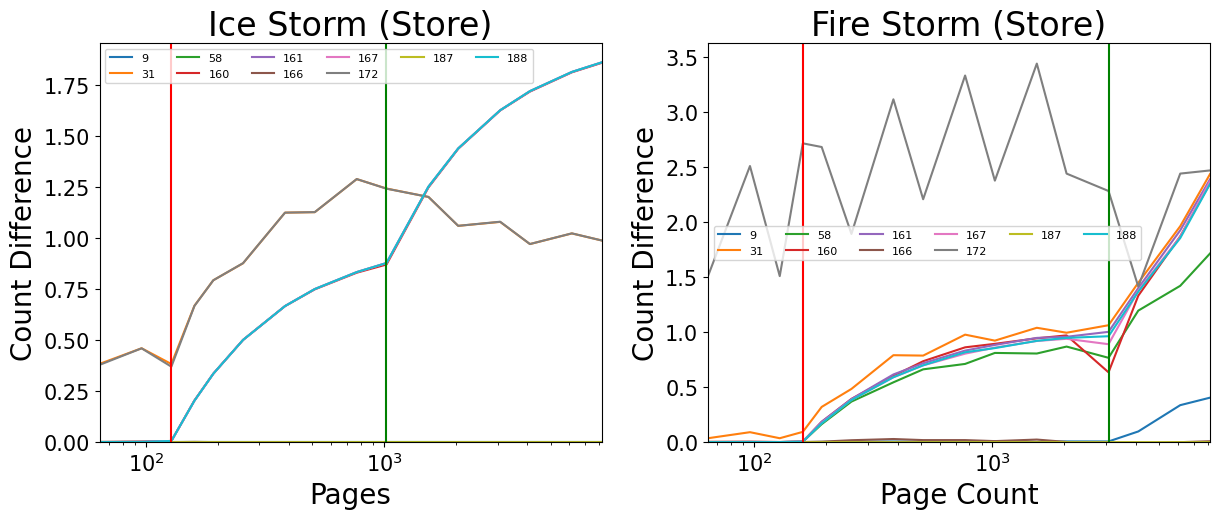 Ice Storm (Store)
Count Difference
1.75
1.50
1.25
1.00
0.75
0.50
0.25
0.00
9 58 161 167 187 188
31 160 166 172
10² 10³
Pages
Fire Storm (Store)
Count Difference
3.5
3.0
2.5
2.0
1.5
1.0
0.5
0.0
9 58 161 167 187 188
31 160 166 172
10² 10³
Page Count